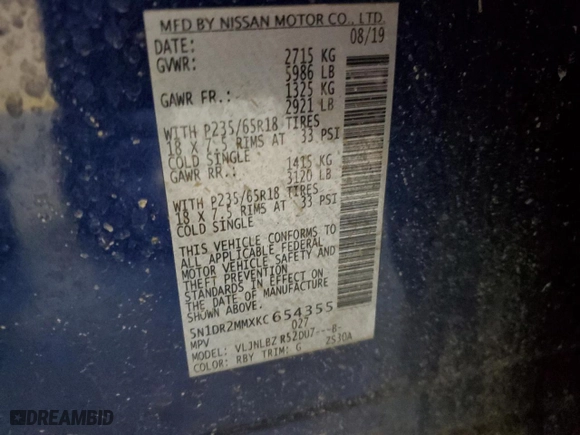 MFD BY NISSAN MOTOR CO., LTD.
DATE: 08/19
GVWR: 2715 KG
5986 LB
GAWR FR.: 1325 KG
2921 LB
WITH P235/65R18 TIRES
18 X 7.5 RIMS AT 33 PSI
COLD SINGLE
GAWR RR.: 1415 KG
3120 LB
WITH P235/65R18 TIRES
18 X 7.5 RIMS AT 33 PSI
COLD SINGLE
THIS VEHICLE CONFORMS TO
ALL APPLICABLE FEDERAL
MOTOR VEHICLE SAFETY AND
THEFT PREVENTION
STANDARDS IN EFFECT ON
THE DATE OF MANUFACTURE
5N1DR2MMXKC 654355
MPV 027
MODEL: VLJNLBZ R52DU7---B-
COLOR: RBY TRIM: G ZSJOA
DREAMBID